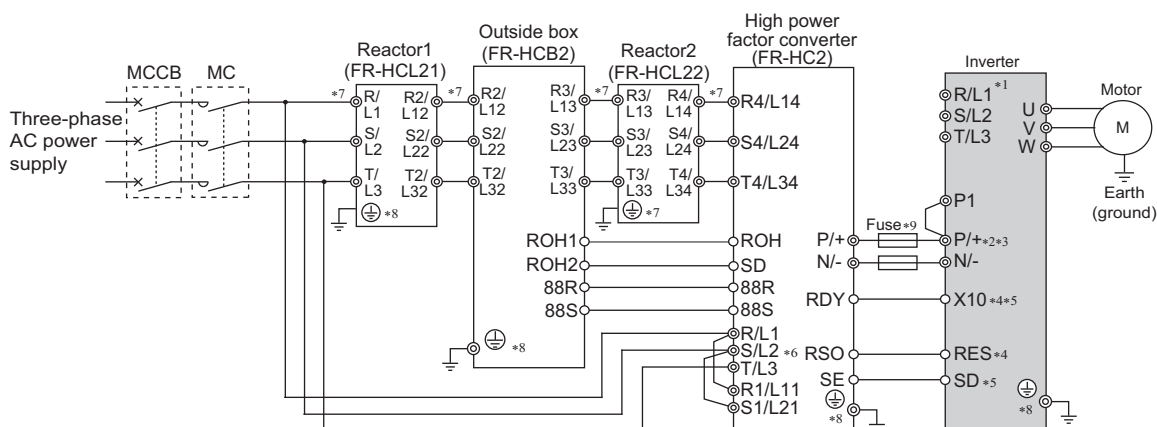 High power
factor converter
(FR-HC2)
Outside box
(FR-HCB2)
Reactor1
(FR-HCL21)
Reactor2
(FR-HCL22)
Inverter
MCCB MC
Motor
Three-phase
AC power
supply
*7 R/
L1
R2/
L12
*7 R2/
L12
R3/
L13
*7 R3/
L13
R4/
L14
*7 R4/L14
R/L1 *1
S/
L2
S2/
L22
S2/
L22
S3/
L23
S3/
L23
S4/
L24
S4/L24
S/L2
T/
L3
T2/
L32
T2/
L32
T3/
L33
T3/
L33
T4/
L34
T4/L34
T/L3
U
V
W
M
Earth
(ground)
*8
*7
P1
ROH1 ROH
ROH2 SD
88R 88R
88S 88S
P/+ Fuse *9 P/+ *2*3
N/- N/-
RDY X10 *4*5
*8
R/L1
S/L2 *6
T/L3
R1/L11
S1/L21
RSO RES *4
SE SD *5
*8
*8